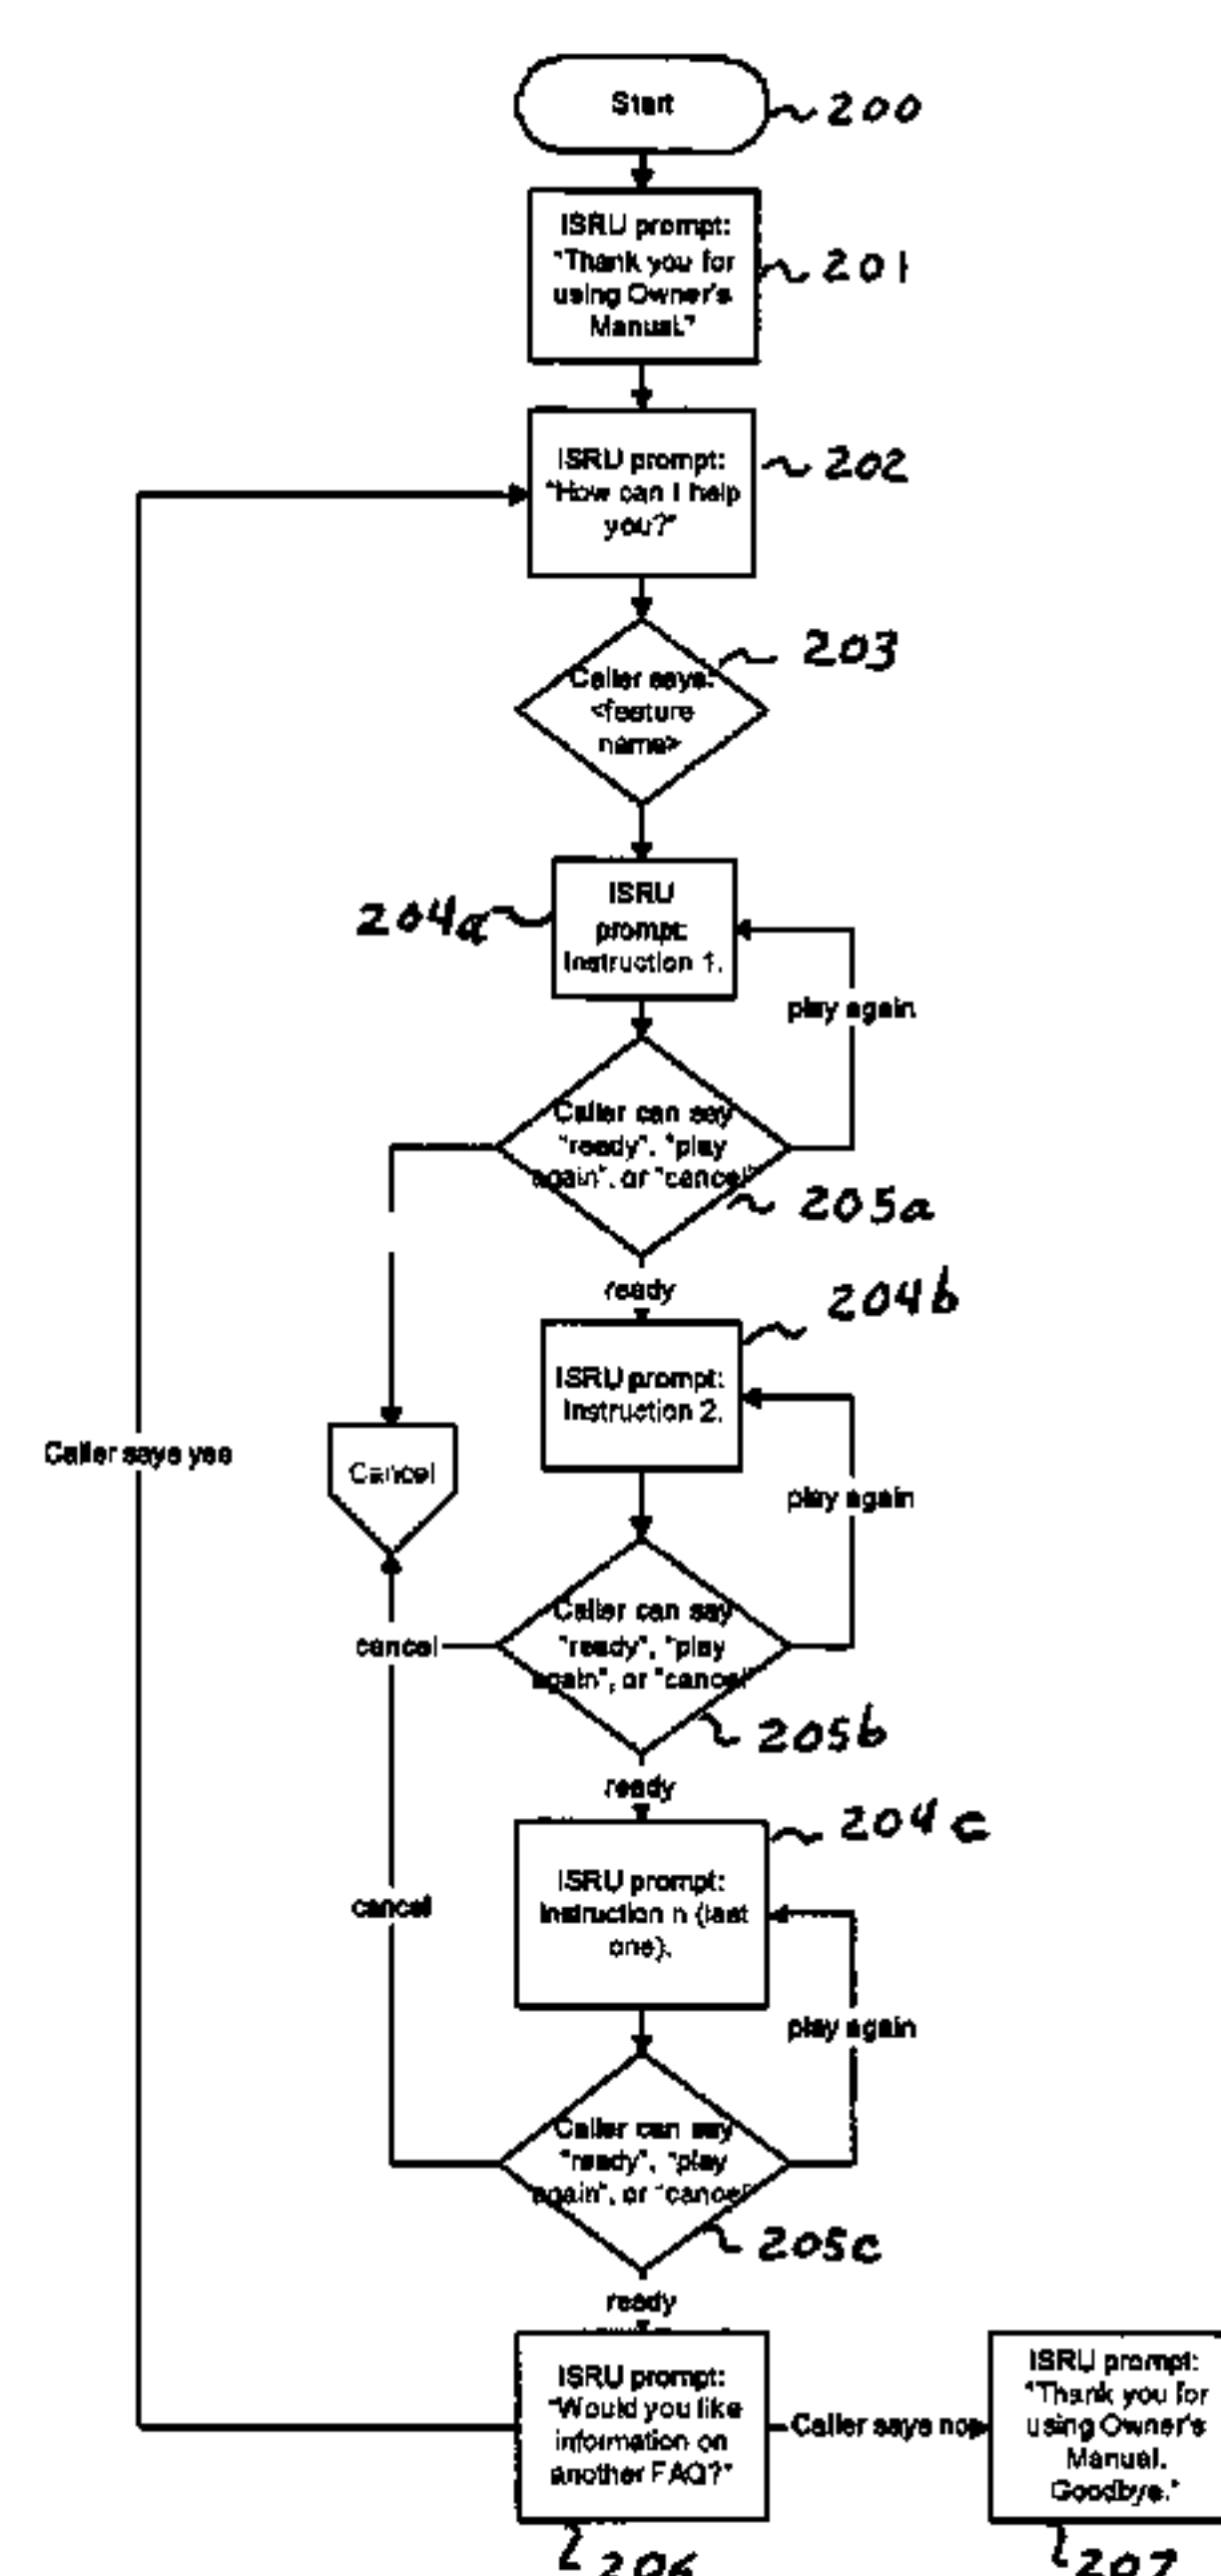 Start
200
ISRU prompt:
"Thank you for
using Owner's
Manual."
201
ISRU prompt:
"How can I help
you?"
202
203
Caller says:
<feature
name>
204a
ISRU
prompt:
Instruction 1.
play again
Caller can say
"ready", "play
again", or "cancel"
205a
ready
204b
ISRU prompt:
Instruction 2.
Caller says yes
Cancel
play again
Caller can say
"ready", "play
again", or "cancel"
cancel
205b
ready
204c
ISRU prompt:
Instruction n (last
one).
cancel
play again
Caller can say
"ready", "play
again", or "cancel"
205c
ready
ISRU prompt:
"Would you like
information on
another FAQ?"
Caller says no
ISRU prompt:
"Thank you for
using Owner's
Manual.
Goodbye."
206
207